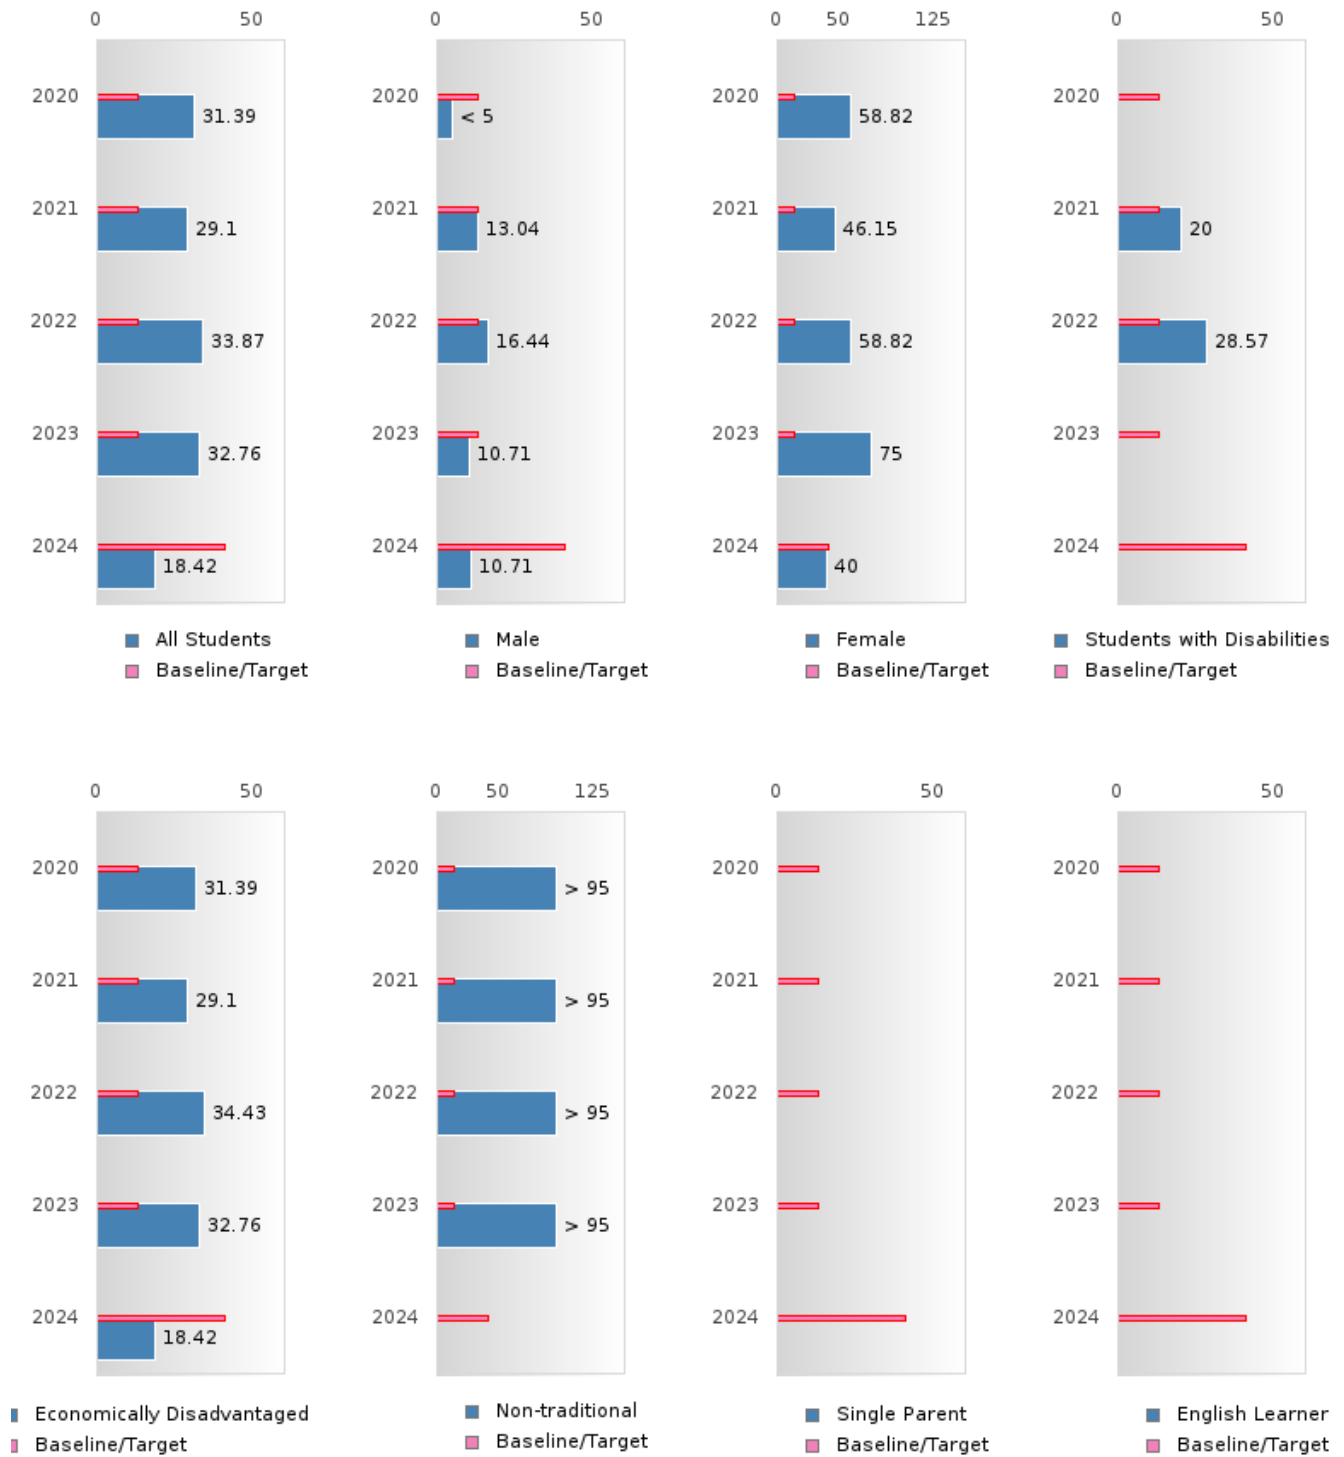 0 50
2020 31.39
2021 29.1
2022 33.87
2023 32.76
2024 18.42
All Students
Baseline/Target
0 50
2020 < 5
2021 13.04
2022 16.44
2023 10.71
2024 10.71
Male
Baseline/Target
0 50 125
2020 58.82
2021 46.15
2022 58.82
2023 75
2024 40
Female
Baseline/Target
0 50
2020
2021 20
2022 28.57
2023
2024
Students with Disabilities
Baseline/Target
0 50
2020 31.39
2021 29.1
2022 34.43
2023 32.76
2024 18.42
Economically Disadvantaged
Baseline/Target
0 50 125
2020 > 95
2021 > 95
2022 > 95
2023 > 95
2024
Non-traditional
Baseline/Target
0 50
2020
2021
2022
2023
2024
Single Parent
Baseline/Target
0 50
2020
2021
2022
2023
2024
English Learner
Baseline/Target